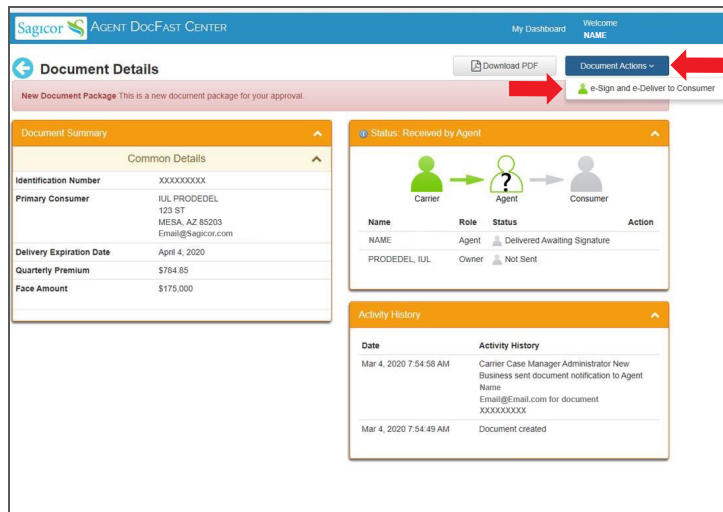 Sagicor AGENT DOCFAST CENTER
My Dashboard
Welcome
NAME
Document Details
Download PDF
Document Actions
e-Sign and e-Deliver to Consumer
New Document Package This is a new document package for your approval.
Document Summary
Common Details
Identification Number XXXXXXXXX
Primary Consumer IUL PRODEDEL
123 ST
MESA, AZ 85203
Email@Sagicor.com
Delivery Expiration Date April 4, 2020
Quarterly Premium $784.85
Face Amount $175,000
Status: Received by Agent
?
Carrier Agent Consumer
Name Role Status Action
NAME Agent Delivered Awaiting Signature
PRODEDEL, IUL Owner Not Sent
Activity History
Date Activity History
Mar 4, 2020 7:54:58 AM Carrier Case Manager Administrator New
Business sent document notification to Agent
Name
Email@Email.com for document
XXXXXXXXX
Mar 4, 2020 7:54:49 AM Document created